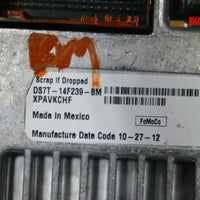 BM
Scrap If Dropped
DS7T-14F239-BM
XPAVKCHF
FoMoCo
Made in Mexico
Manufacture Date Code 10-27-12